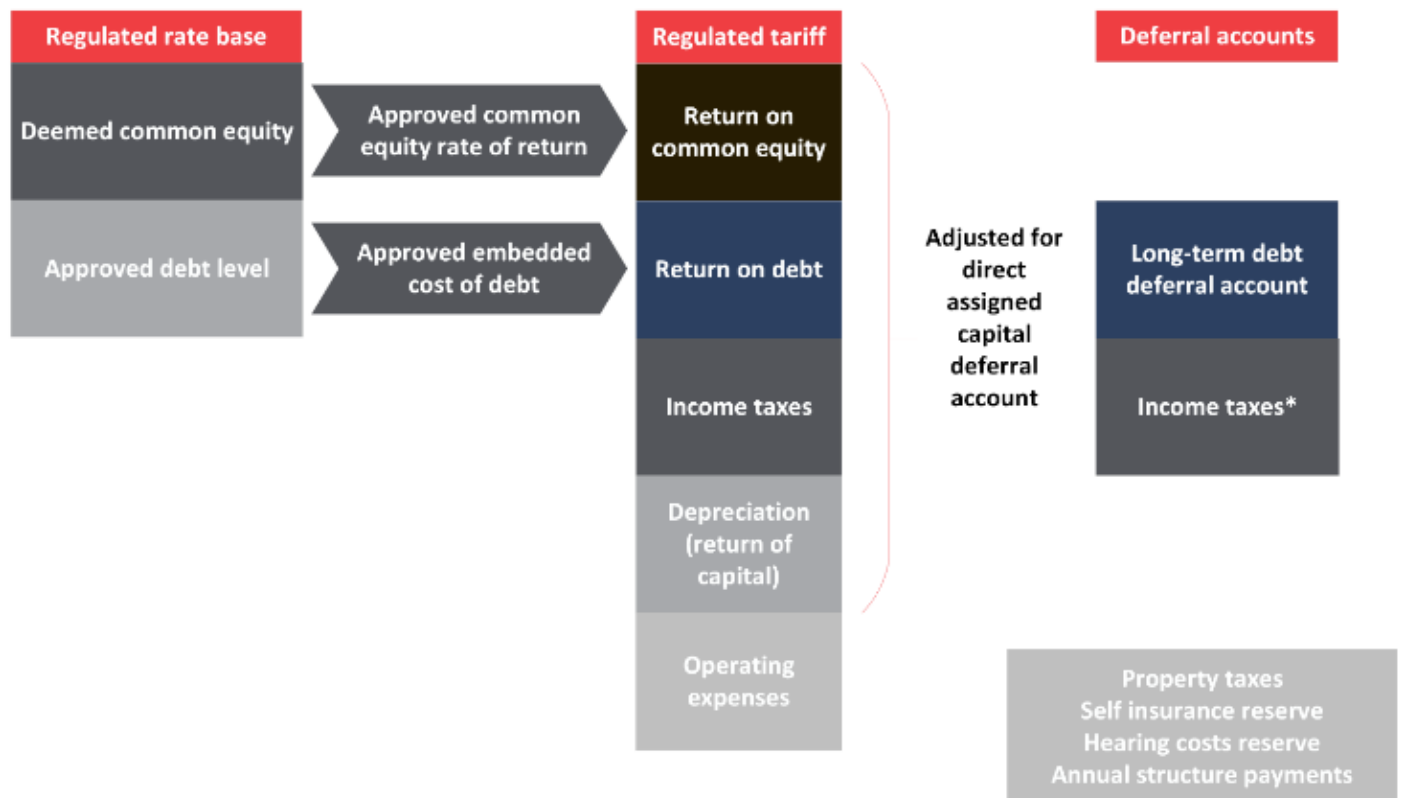 Regulated rate base
Deemed common equity
Approved debt level
Approved common
equity rate of return
Approved embedded
cost of debt
Regulated tariff
Return on
common equity
Return on debt
Income taxes
Depreciation
(return of
capital)
Operating
expenses
Adjusted for
direct
assigned
capital
deferral
account
Deferral accounts
Long-term debt
deferral account
Income taxes*
Property taxes
Self insurance reserve
Hearing costs reserve
Annual structure payments